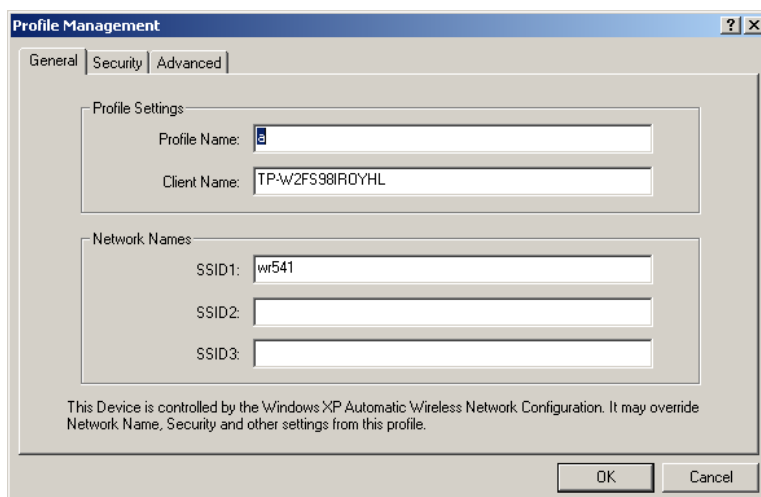 Profile Management
General Security Advanced
Profile Settings
Profile Name: a
Client Name: TP-W2FS98IROYHL
Network Names
SSID1: wr541
SSID2:
SSID3:
This Device is controlled by the Windows XP Automatic Wireless Network Configuration. It may override
Network Name, Security and other settings from this profile.
OK Cancel